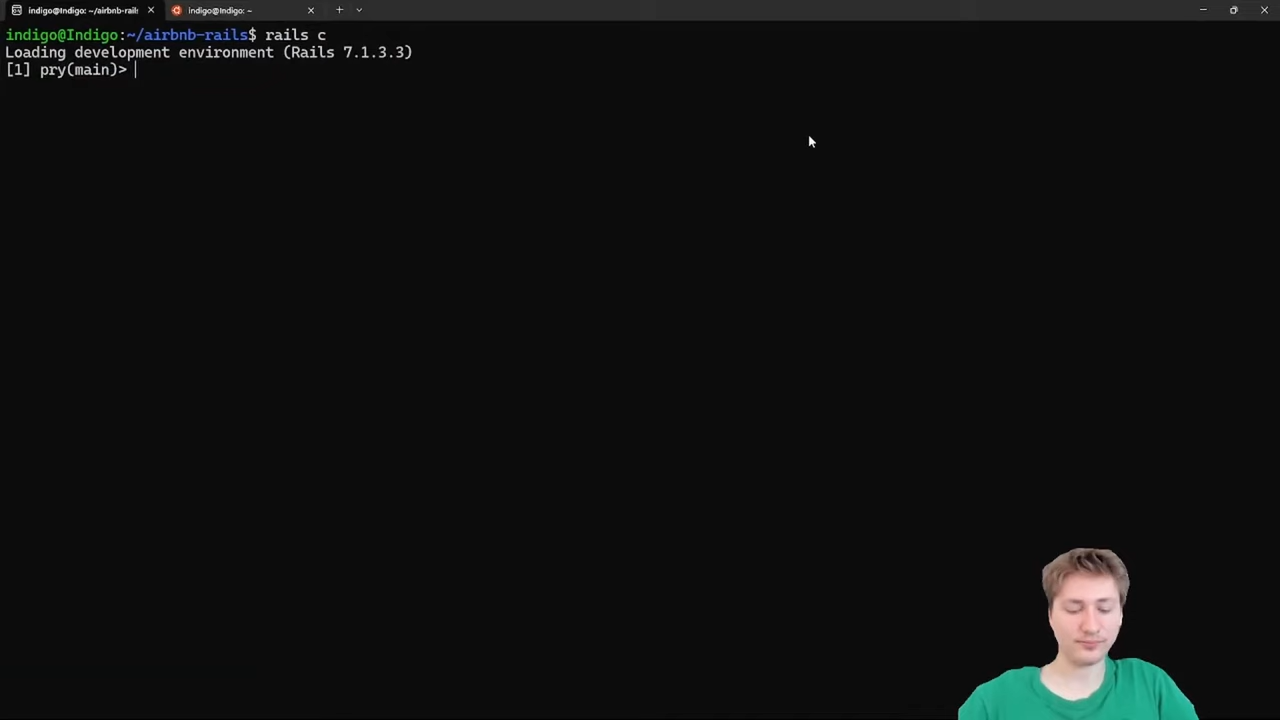 indigo@Indigo: ~/airbnb-rails
indigo@Indigo: ~
indigo@Indigo:~/airbnb-rails$ rails c
Loading development environment (Rails 7.1.3.3)
[1] pry(main)>